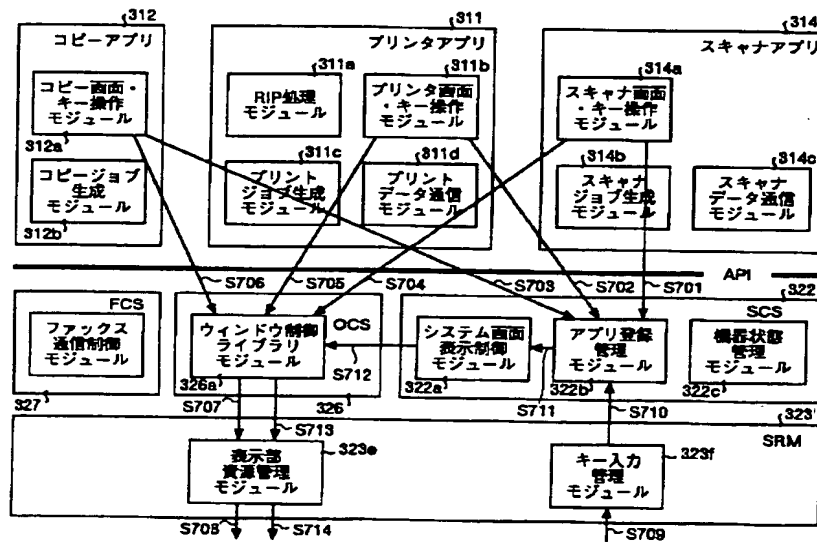 312
コピーアプリ
コピー画面・
キー操作
モジュール
312a
コピージョブ
生成
モジュール
312b
311
プリンタアプリ
311a
RIP処理
モジュール
311b
プリンタ画面
・キー操作
モジュール
311c
プリント
ジョブ生成
モジュール
311d
プリント
データ通信
モジュール
314
スキャナアプリ
314a
スキャナ画面
・キー操作
モジュール
314b
スキャナ
ジョブ生成
モジュール
314c
スキャナ
データ通信
モジュール
S706
S705
S704
S703
S702
S701
API
FCS
ファックス
通信制御
モジュール
327
OCS
ウィンドウ制御
ライブラリ
モジュール
326a
326
S712
322
SCS
システム画面
表示制御
モジュール
322a
S711
アプリ登録
管理
モジュール
322b
機器状態
管理
モジュール
322c
S707
S713
S710
323
SRM
323e
表示部
資源管理
モジュール
323f
キー入力
管理
モジュール
S708
S714
S709